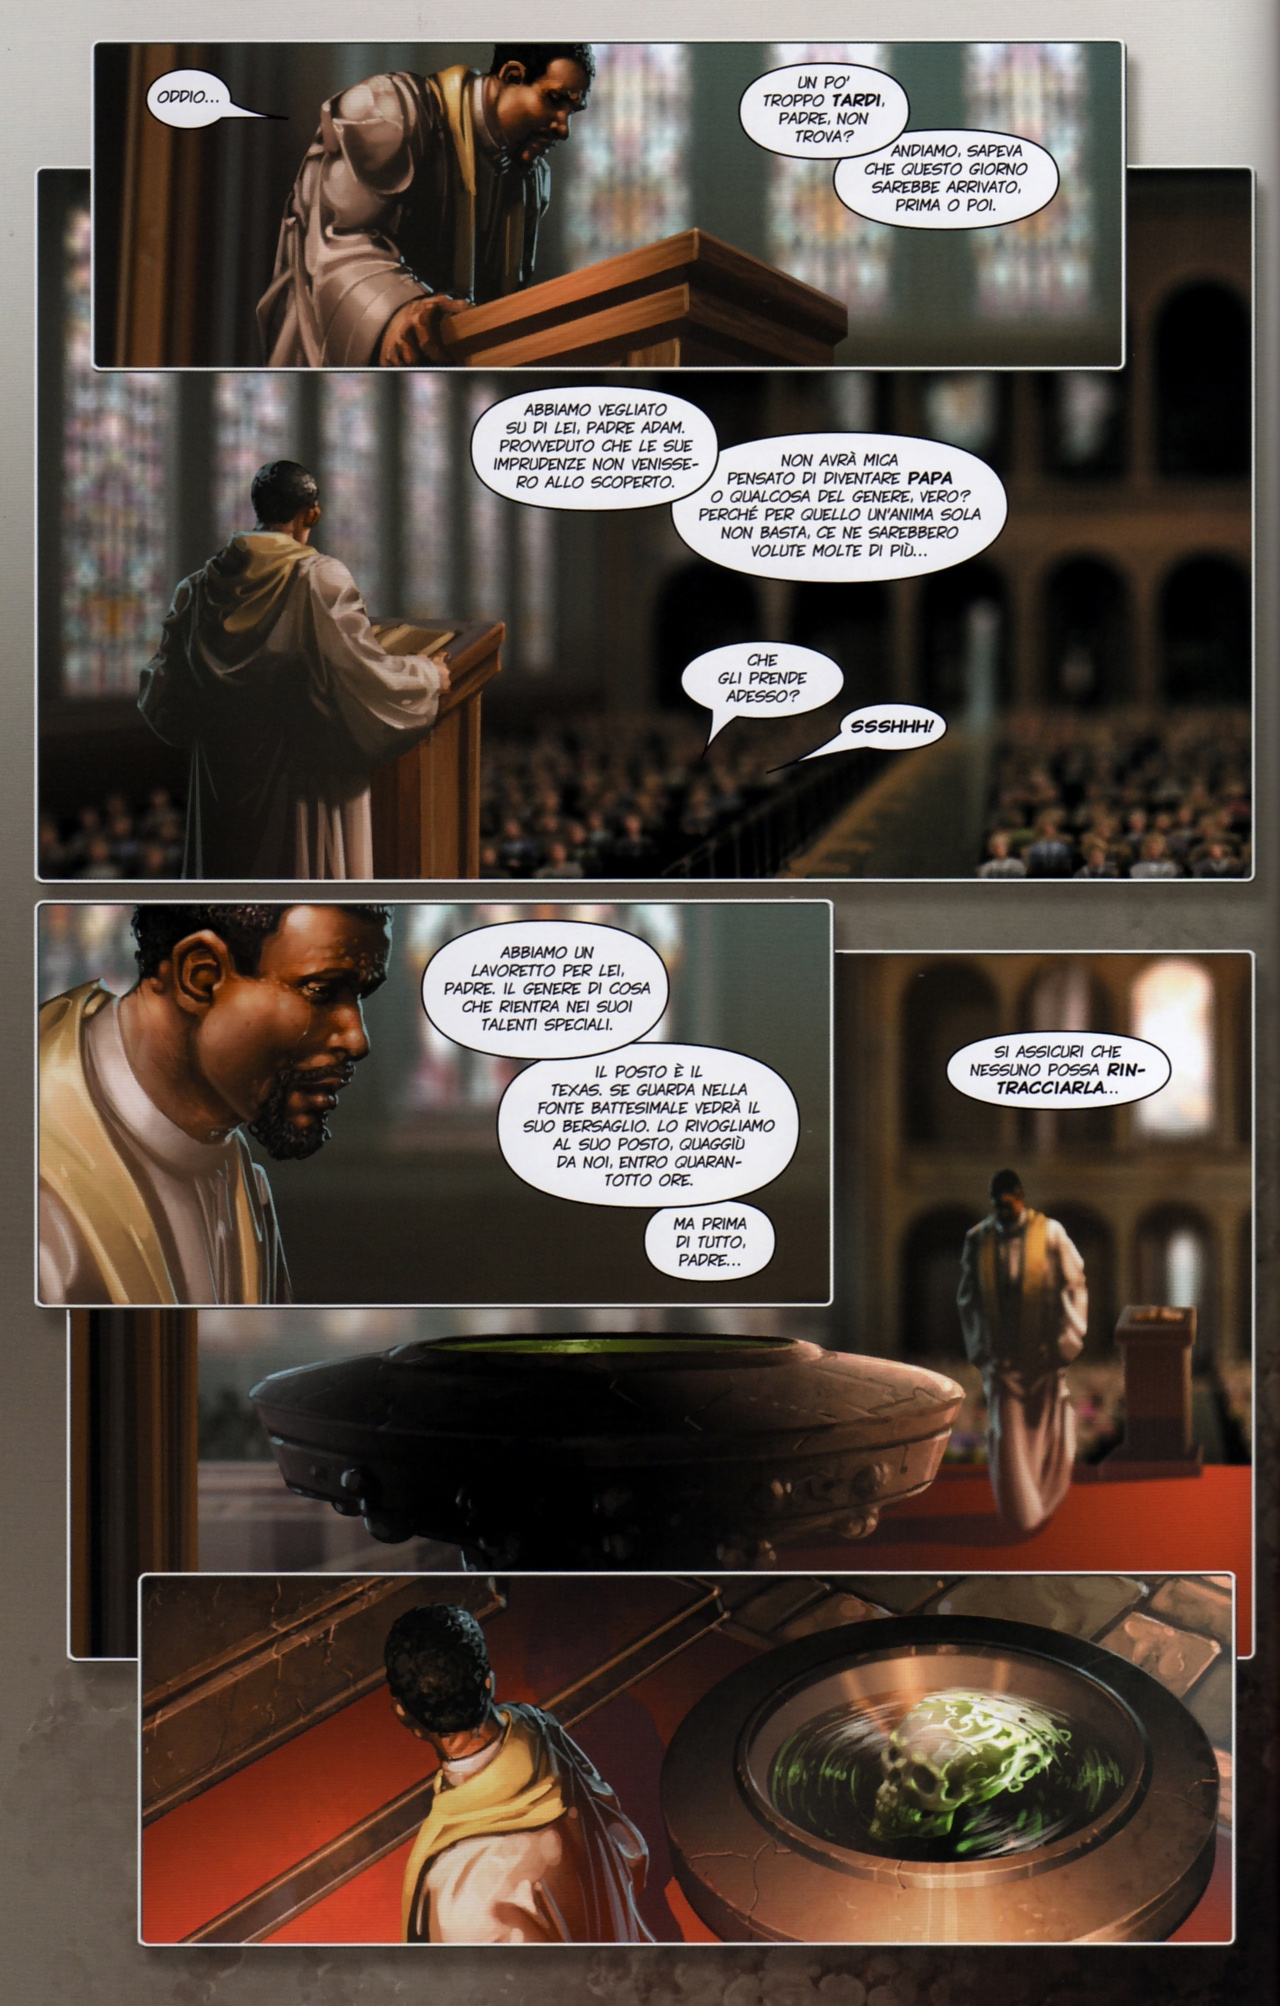 ODDIO...
UN PO'
TROPPO TARDI,
PADRE, NON
TROVA?
ANDIAMO, SAPEVA
CHE QUESTO GIORNO
SAREBBE ARRIVATO,
PRIMA O POI.
ABBIAMO VEGLIATO
SU DI LEI, PADRE ADAM.
PROVVEDUTO CHE LE SUE
IMPRUDENZE NON VENISSE-
RO ALLO SCOPERTO.
NON AVRÀ MICA
PENSATO DI DIVENTARE PAPA
O QUALCOSA DEL GENERE, VERO?
PERCHÉ PER QUELLO UN'ANIMA SOLA
NON BASTA, CE NE SAREBBERO
VOLUTE MOLTE DI PIÙ...
CHE
GLI PRENDE
ADESSO?
SSSHHH!
ABBIAMO UN
LAVORETTO PER LEI,
PADRE. IL GENERE DI COSA
CHE RIENTRA NEI SUOI
TALENTI SPECIALI.
IL POSTO È IL
TEXAS. SE GUARDA NELLA
FONTE BATTESIMALE VEDRÀ IL
SUO BERSAGLIO. LO RIVOGLIAMO
AL SUO POSTO, QUAGGIÙ
DA NOI, ENTRO QUARAN-
TOTTO ORE.
MA PRIMA
DI TUTTO,
PADRE...
SI ASSICURI CHE
NESSUNO POSSA RIN-
TRACCIARLA...